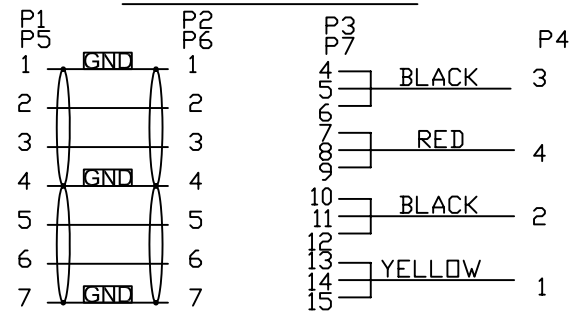 P1 P2
P5 P6
1 GND 1
2 2
3 3
4 GND 4
5 5
6 6
7 GND 7
P3
P7 P4
4
5 BLACK 3
6
7
8 RED 4
9
10
11 BLACK 2
12
13
14 YELLOW 1
15